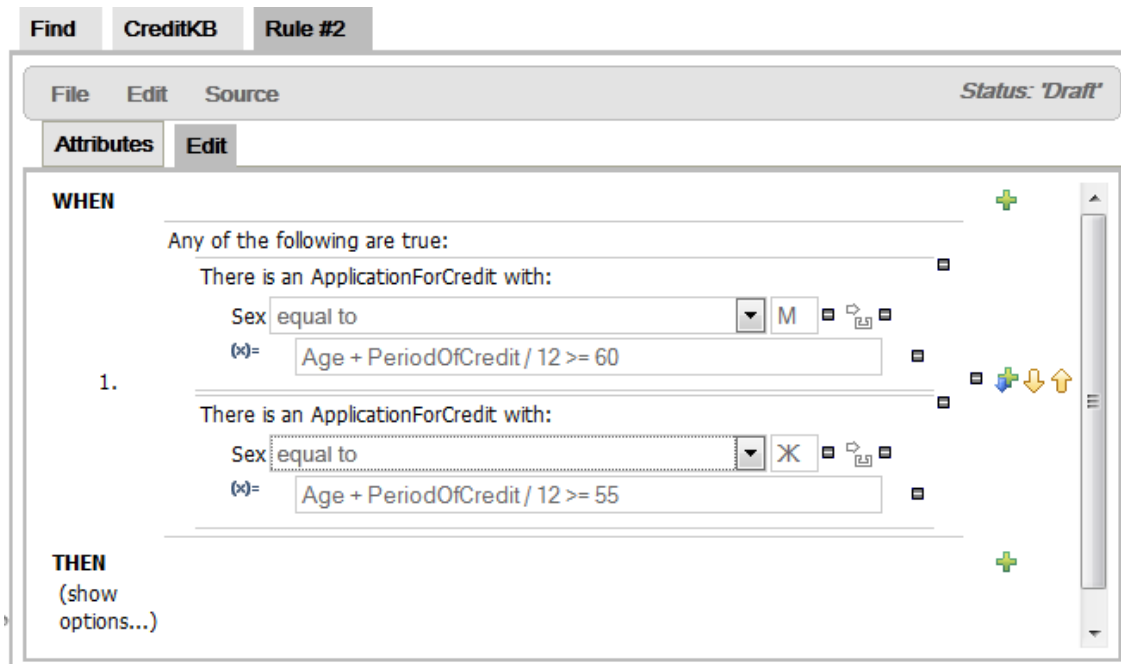 Find CreditKB Rule #2
File Edit Source Status: 'Draft'
Attributes Edit
WHEN
Any of the following are true:
There is an ApplicationForCredit with:
Sex equal to M
(x)= Age + PeriodOfCredit / 12 >= 60
1.
There is an ApplicationForCredit with:
Sex equal to Ж
(x)= Age + PeriodOfCredit / 12 >= 55
THEN
(show
options...)